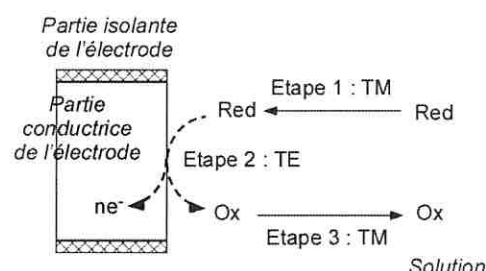 Partie isolante
de l'électrode
Partie
conductrice
de l'électrode
Etape 1 : TM
Red
Red
Etape 2 : TE
ne⁻
Ox
Ox
Etape 3 : TM
Solution